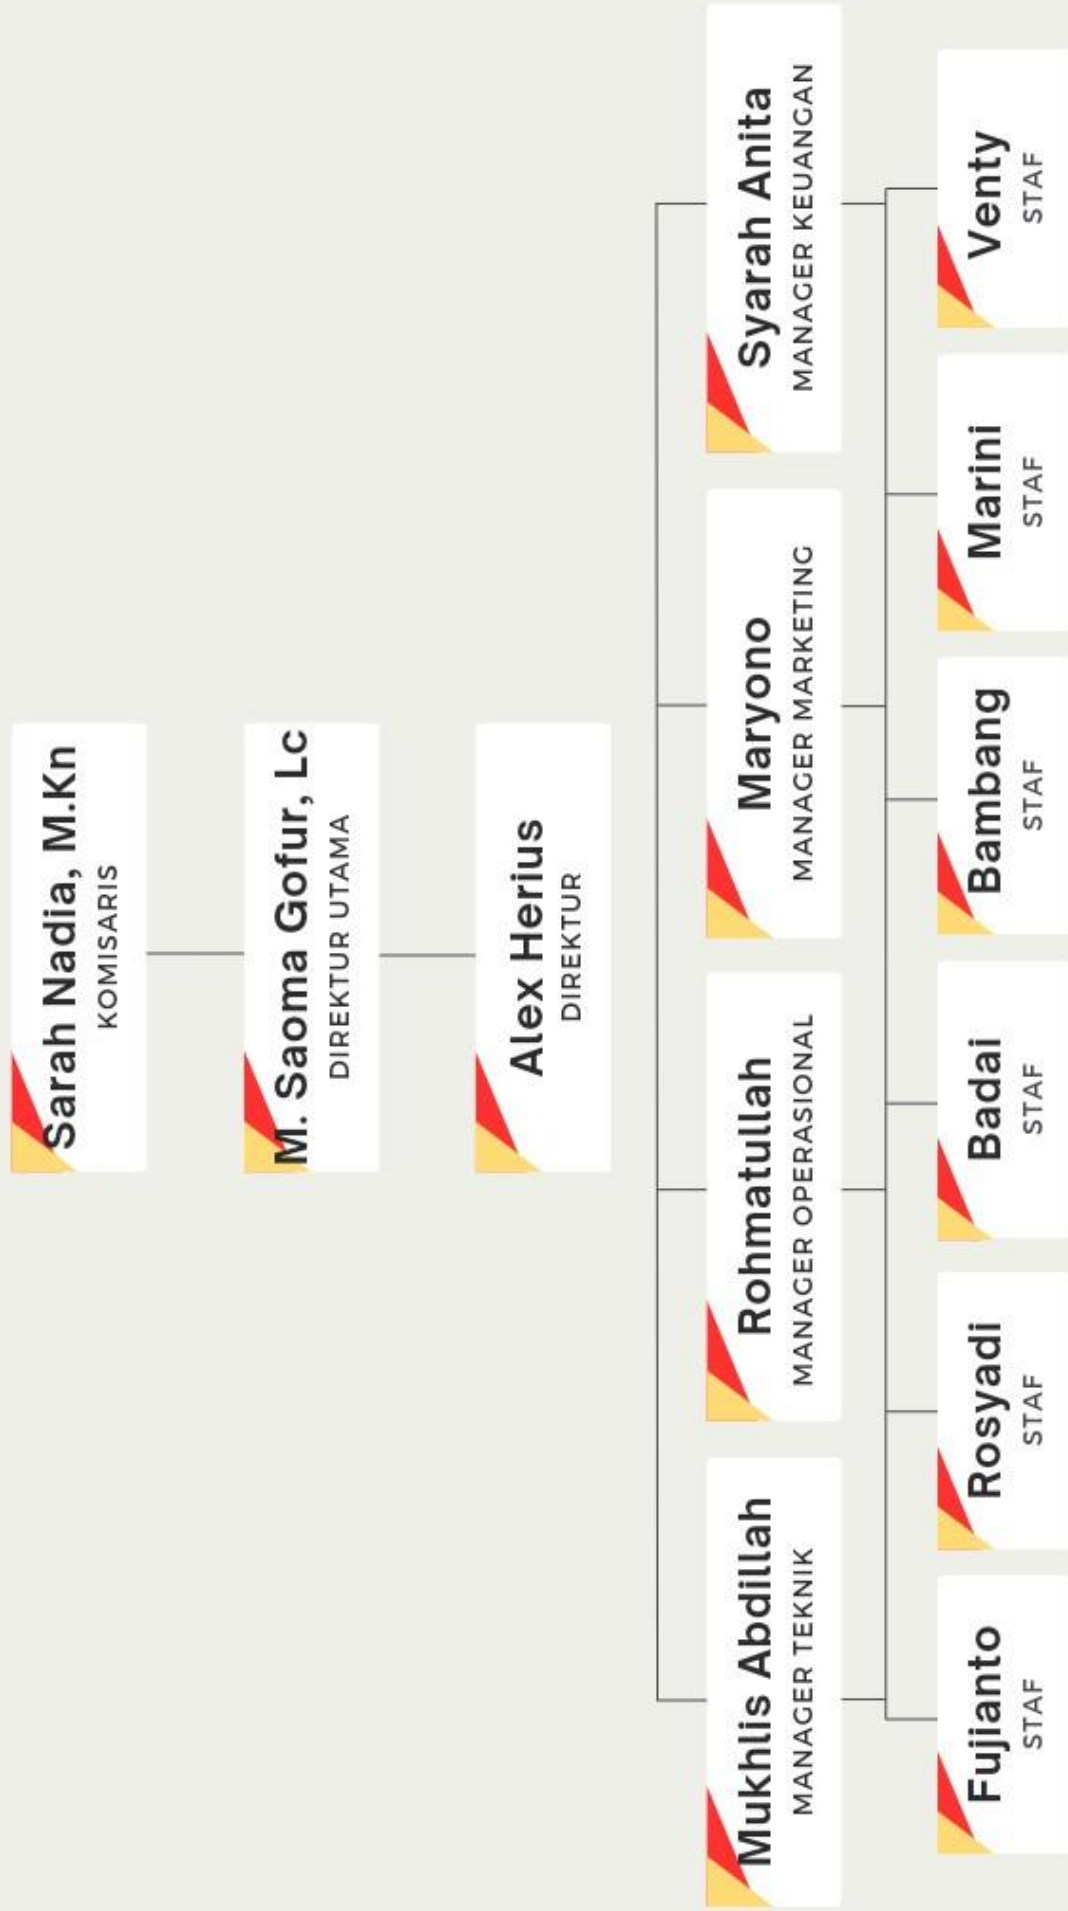 Sarah Nadia, M.Kn
KOMISARIS
M. Saoma Gofur, Lc
DIREKTUR UTAMA
Alex Herius
DIREKTUR
Mukhlis Abdillah
MANAGER TEKNIK
Rohmatullah
MANAGER OPERASIONAL
Maryono
MANAGER MARKETING
Syarah Anita
MANAGER KEUANGAN
Fujianto
STAF
Rosyadi
STAF
Badai
STAF
Bambang
STAF
Marini
STAF
Venty
STAF